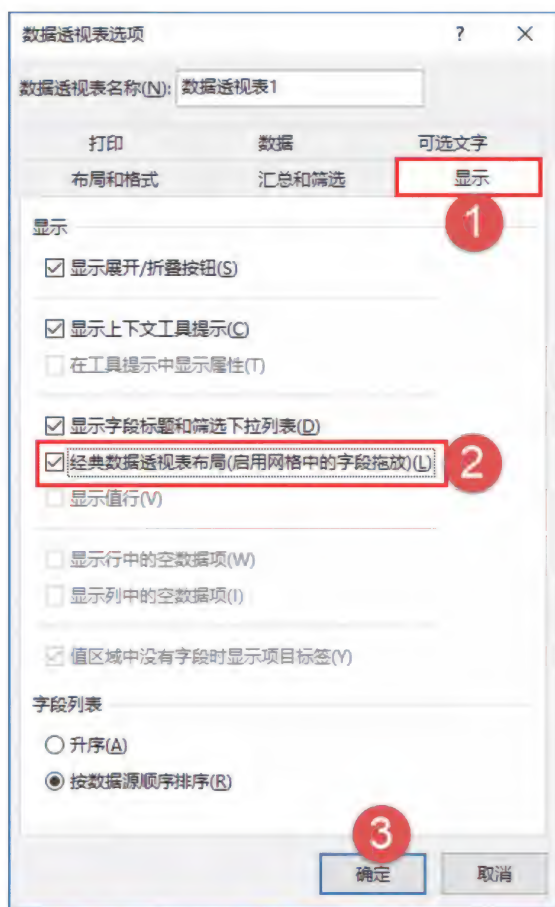 数据透视表选项 ? ×
数据透视表名称(N): 数据透视表1
打印 数据 可选文字
布局和格式 汇总和筛选 显示
1
显示
显示展开/折叠按钮(S)
显示上下文工具提示(C)
在工具提示中显示属性(T)
显示字段标题和筛选下拉列表(D)
经典数据透视表布局(启用网格中的字段拖放)(L)
2
显示值行(V)
显示行中的空数据项(W)
显示列中的空数据项(I)
值区域中没有字段时显示项目标签(Y)
字段列表
升序(A)
按数据源顺序排序(R)
3
确定 取消